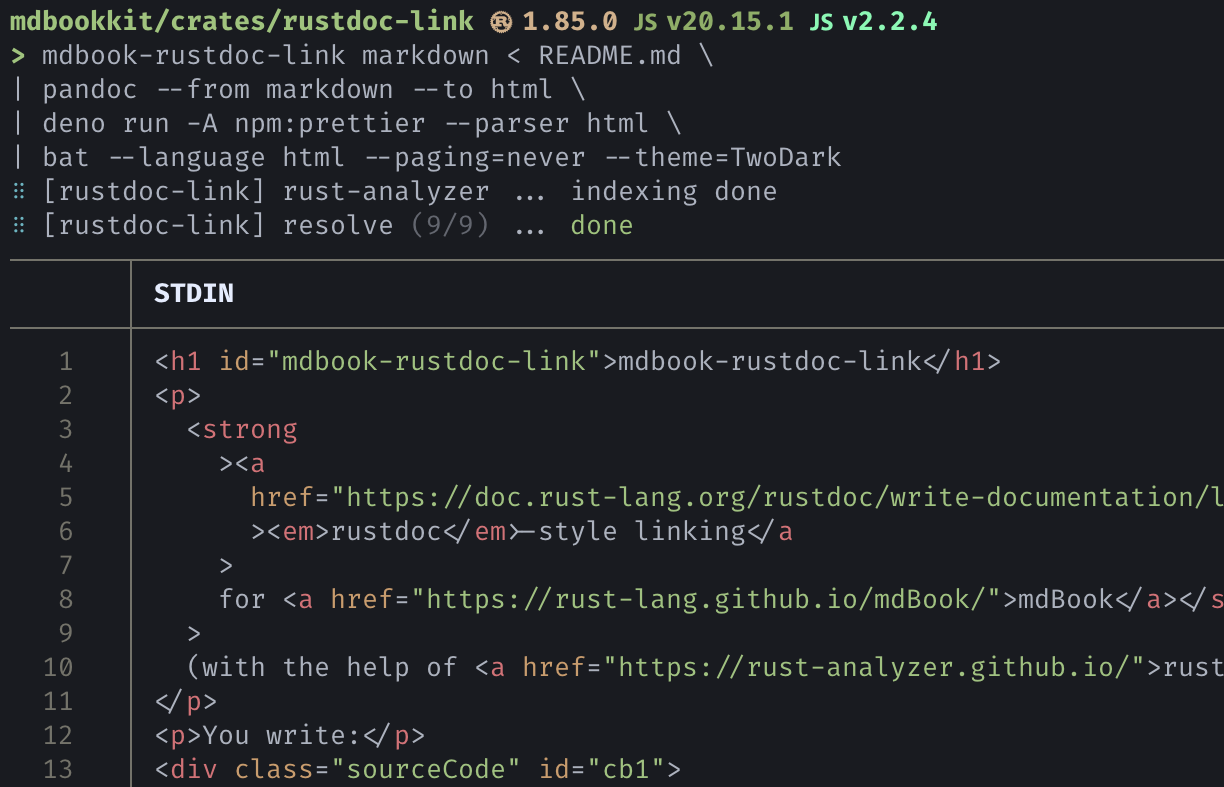 mdbookkit/crates/rustdoc-link Ⓡ 1.85.0 JS v20.15.1 JS v2.2.4
> mdbook-rustdoc-link markdown < README.md \
| pandoc --from markdown --to html \
| deno run -A npm:prettier --parser html \
| bat --language html --paging=never --theme=TwoDark
⠿ [rustdoc-link] rust-analyzer ... indexing done
⠿ [rustdoc-link] resolve (9/9) ... done
STDIN
1 <h1 id="mdbook-rustdoc-link">mdbook-rustdoc-link</h1>
2 <p>
3 <strong
4 ><a
5 href="https://doc.rust-lang.org/rustdoc/write-documentation/l
6 ><em>rustdoc</em>-style linking</a
7 >
8 for <a href="https://rust-lang.github.io/mdBook/">mdBook</a></s
9 >
10 (with the help of <a href="https://rust-analyzer.github.io/">rust
11 </p>
12 <p>You write:</p>
13 <div class="sourceCode" id="cb1">